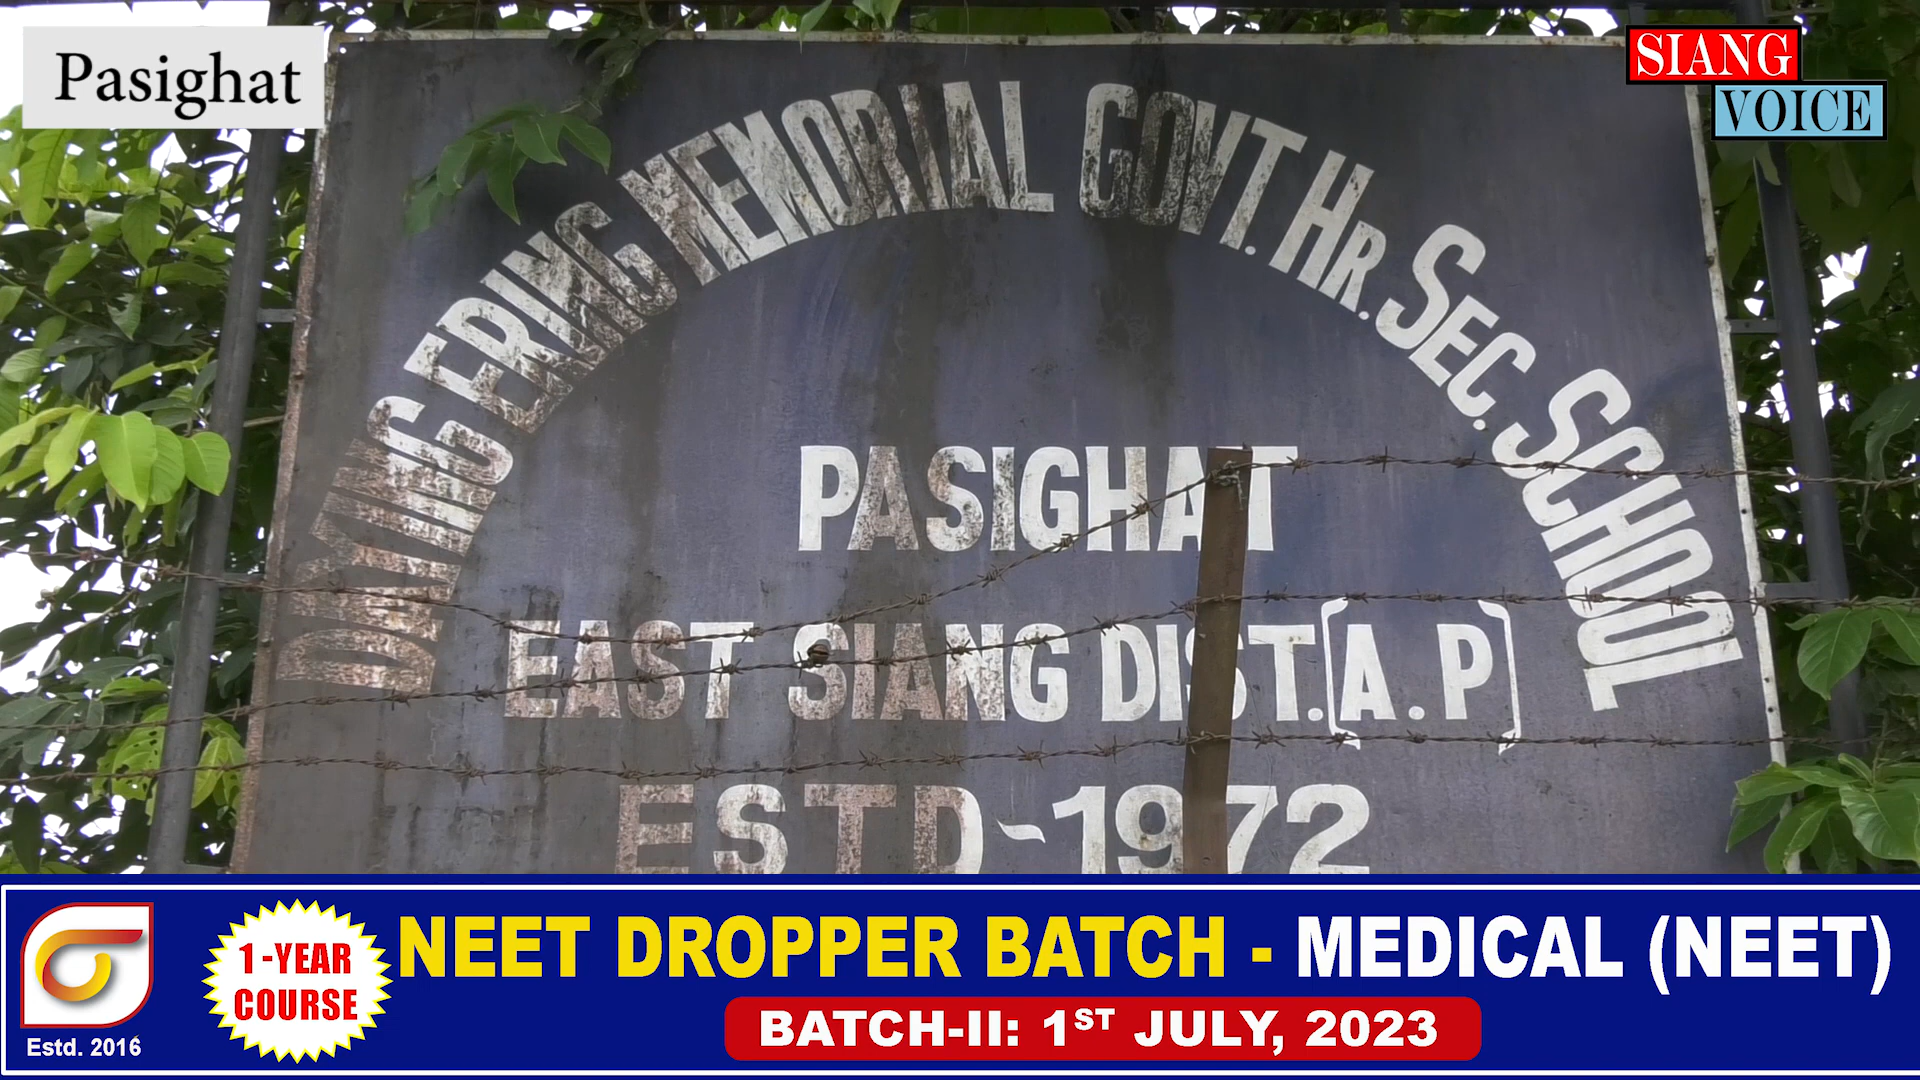 Pasighat
SIANG
VOICE
DAYING ERING MEMORIAL GOVT. HR. SEC. SCHOOL
PASIGHAT
EAST SIANG DIST.(A.P)
ESTD-1972
1-YEAR
COURSE
NEET DROPPER BATCH - MEDICAL (NEET)
BATCH-II: 1ST JULY, 2023
Estd. 2016